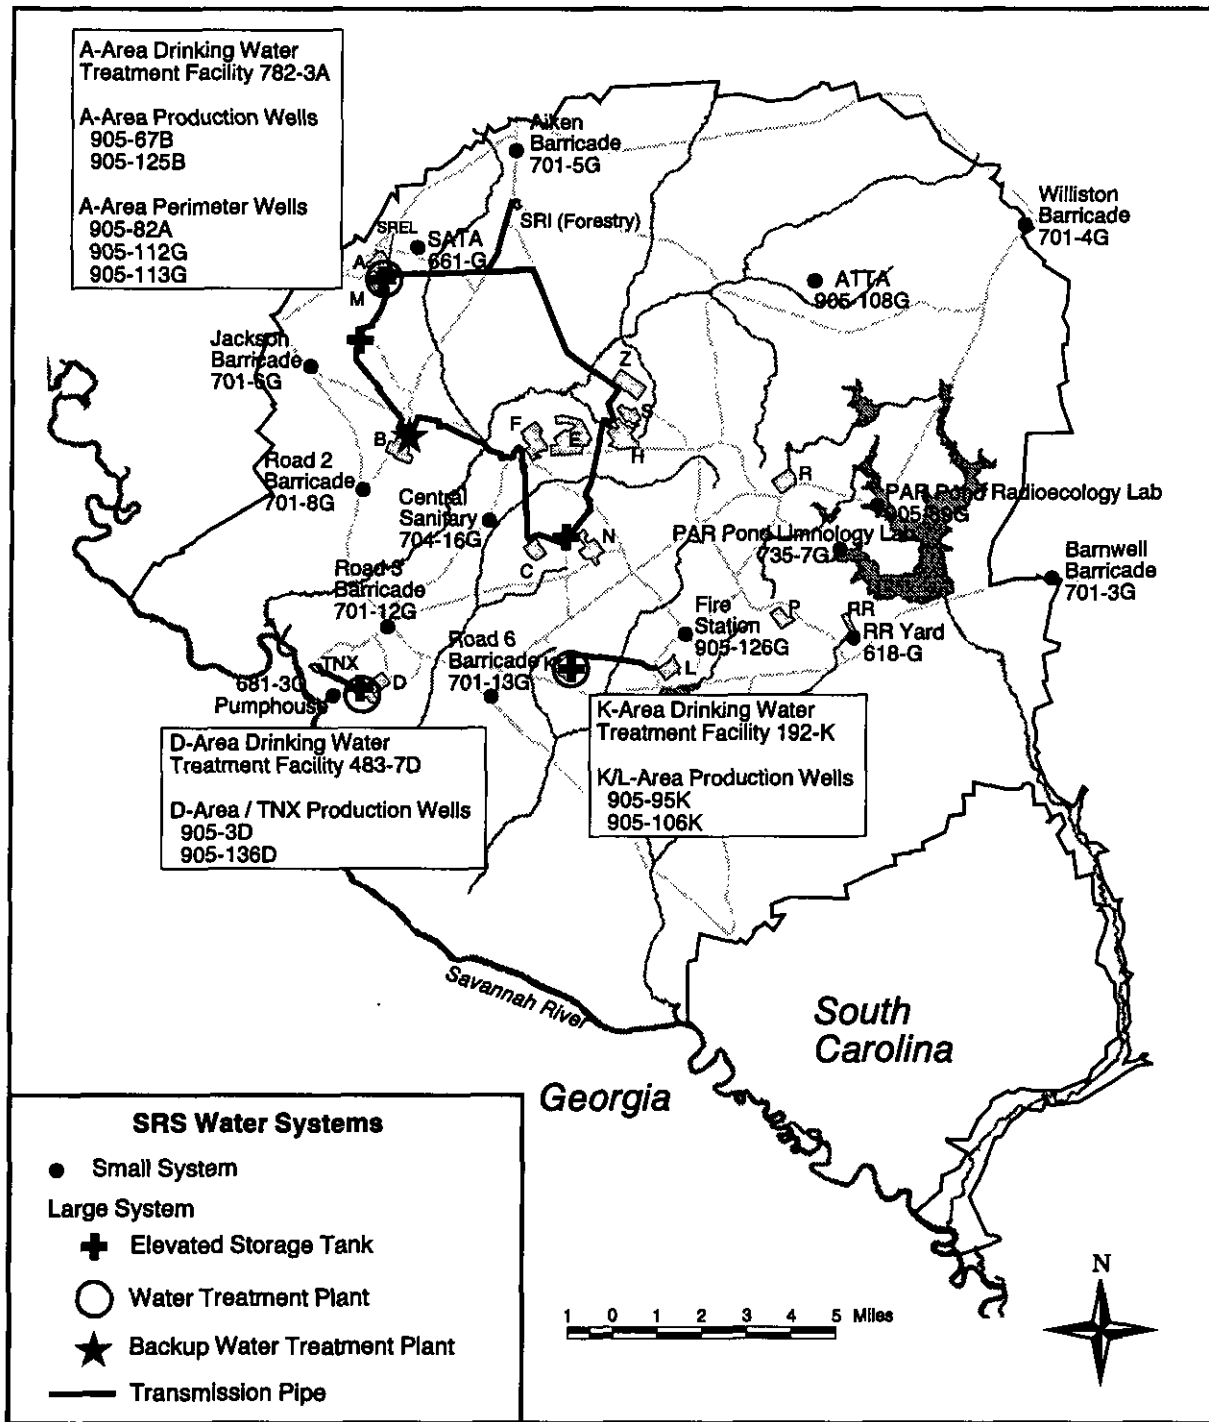 A-Area Drinking Water
Treatment Facility 782-3A
A-Area Production Wells
905-67B
905-125B
A-Area Perimeter Wells
905-82A
905-112G
905-113G
Aiken
Barricade
701-5G
SRI (Forestry)
SREL
SATA
661-G
A
M
Williston
Barricade
701-4G
ATTA
905-108G
Jackson
Barricade
701-6G
Z
S
F
E
H
B
R
Road 2
Barricade
701-8G
Central
Sanitary
704-16G
PAR Pond Radioecology Lab
905-89G
PAR Pond Limnology Lab
735-7G
N
C
Barnwell
Barricade
701-3G
Road 3
Barricade
701-12G
Fire
Station
905-126G
P
RR
RR Yard
618-G
Road 6
Barricade
701-13G
K
L
TNX
D
681-3G
Pumphouse
D-Area Drinking Water
Treatment Facility 483-7D
D-Area / TNX Production Wells
905-3D
905-136D
K-Area Drinking Water
Treatment Facility 192-K
K/L-Area Production Wells
905-95K
905-106K
Savannah River
South
Carolina
Georgia
SRS Water Systems
Small System
Large System
Elevated Storage Tank
Water Treatment Plant
Backup Water Treatment Plant
Transmission Pipe
1 0 1 2 3 4 5 Miles
N